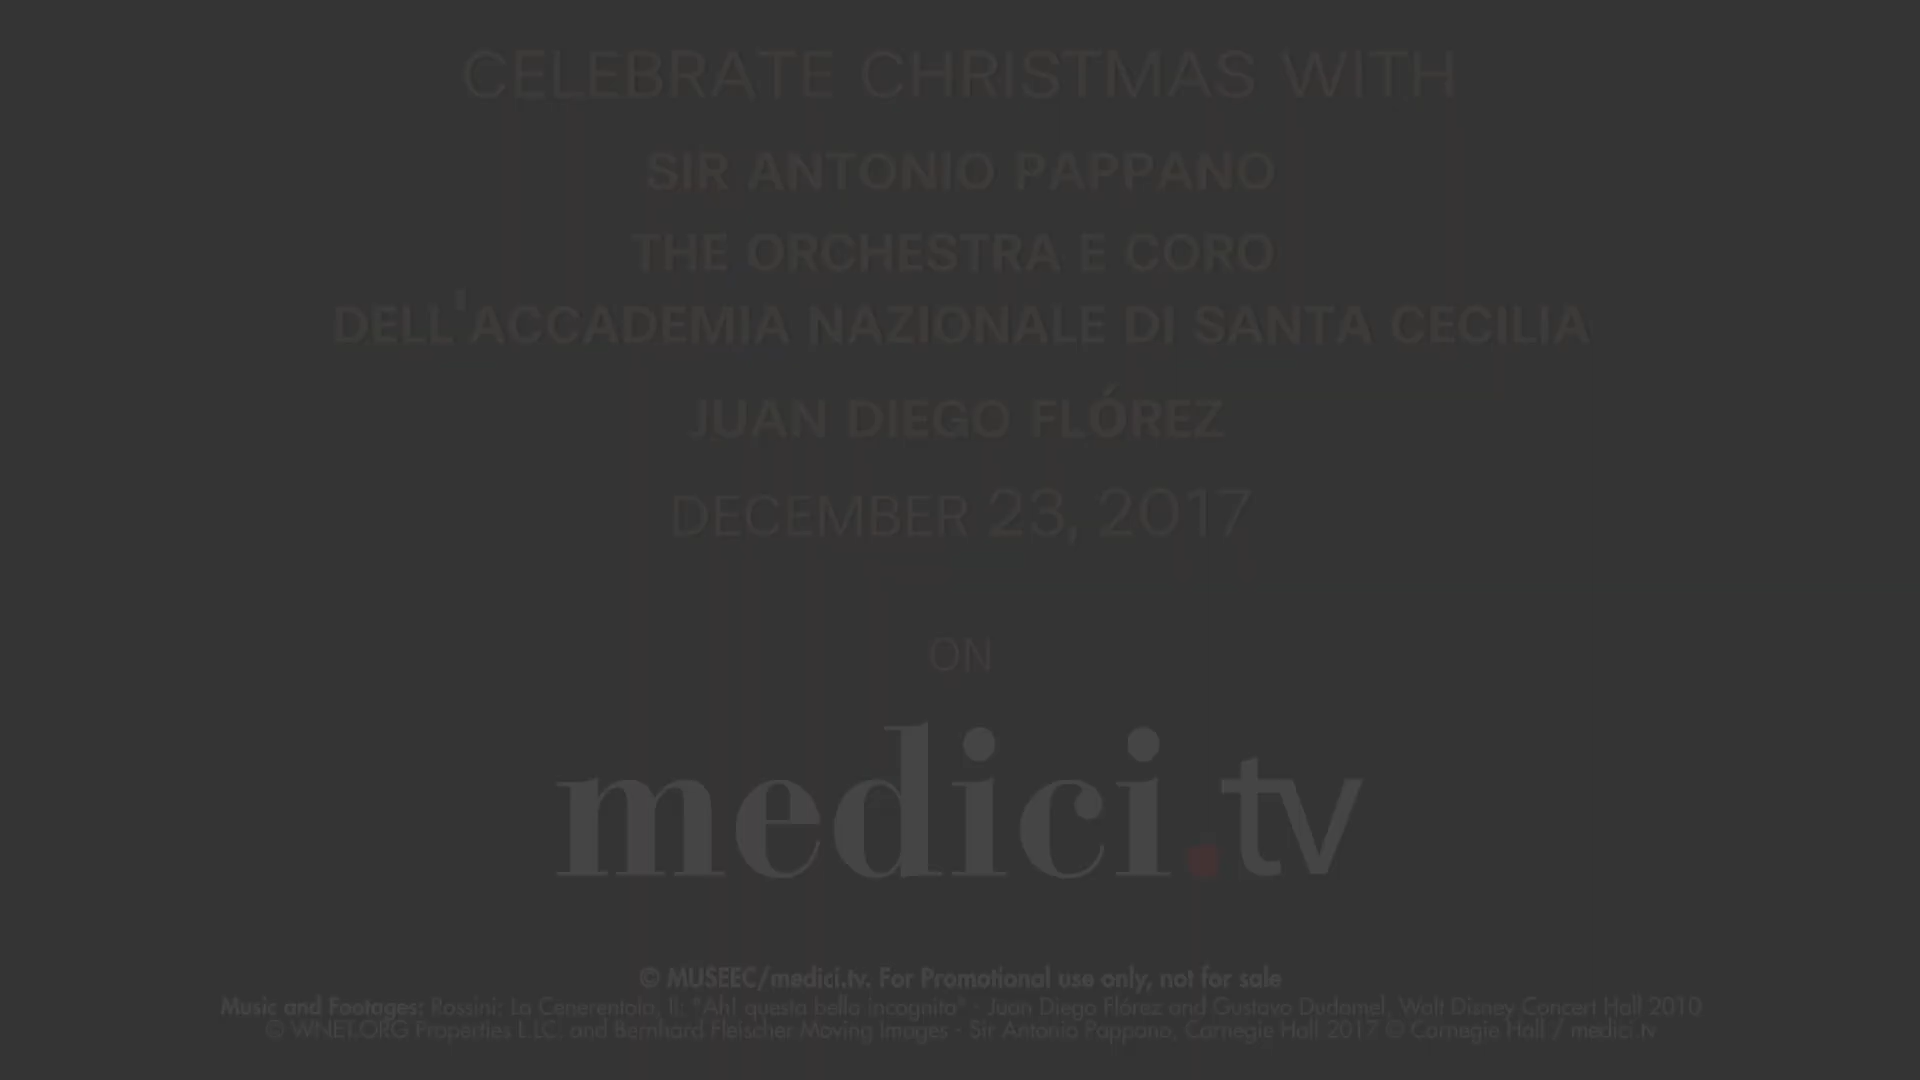 CELEBRATE CHRISTMAS WITH
SIR ANTONIO PAPPANO
THE ORCHESTRA E CORO
DELL'ACCADEMIA NAZIONALE DI SANTA CECILIA
JUAN DIEGO FLÓREZ
DECEMBER 23, 2017
ON
medici.tv
© MUSEEC/medici.tv. For Promotional use only, not for sale
Music and Footages: Rossini: La Cenerentola, II: "Ah! questa bella incognita" - Juan Diego Flórez and Gustavo Dudamel, Walt Disney Concert Hall 2010
© WNET.ORG Properties L.LC. and Bernhard Fleischer Moving Images - Sir Antonio Pappano, Carnegie Hall 2017 © Carnegie Hall / medici.tv